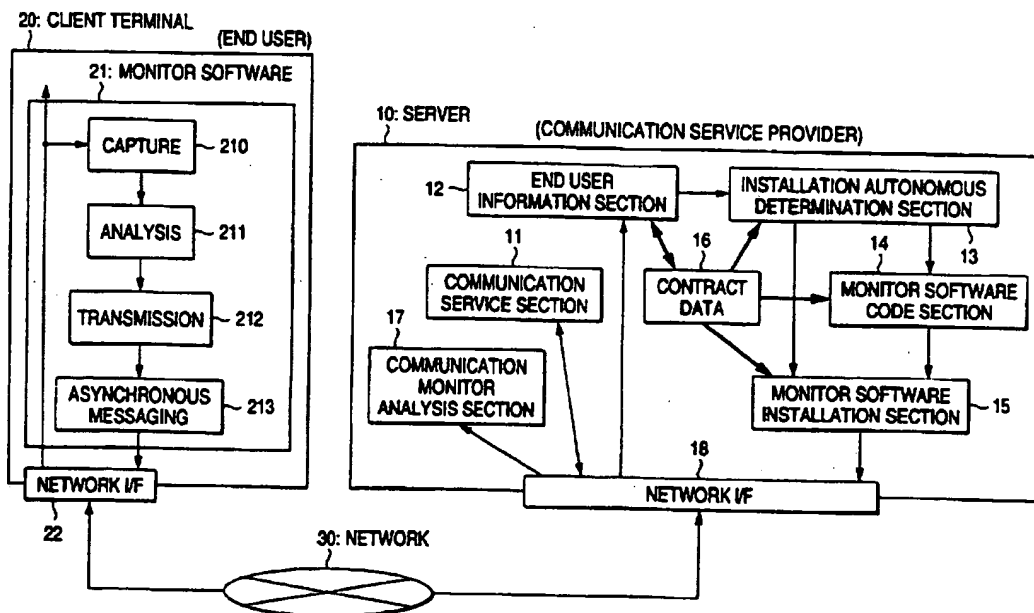 20: CLIENT TERMINAL
(END USER)
21: MONITOR SOFTWARE
CAPTURE
210
ANALYSIS
211
TRANSMISSION
212
ASYNCHRONOUS
MESSAGING
213
NETWORK I/F
22
10: SERVER
(COMMUNICATION SERVICE PROVIDER)
12
END USER
INFORMATION SECTION
INSTALLATION AUTONOMOUS
DETERMINATION SECTION
13
11
COMMUNICATION
SERVICE SECTION
16
CONTRACT
DATA
14
MONITOR SOFTWARE
CODE SECTION
17
COMMUNICATION
MONITOR
ANALYSIS SECTION
MONITOR SOFTWARE
INSTALLATION SECTION
15
18
NETWORK I/F
30: NETWORK